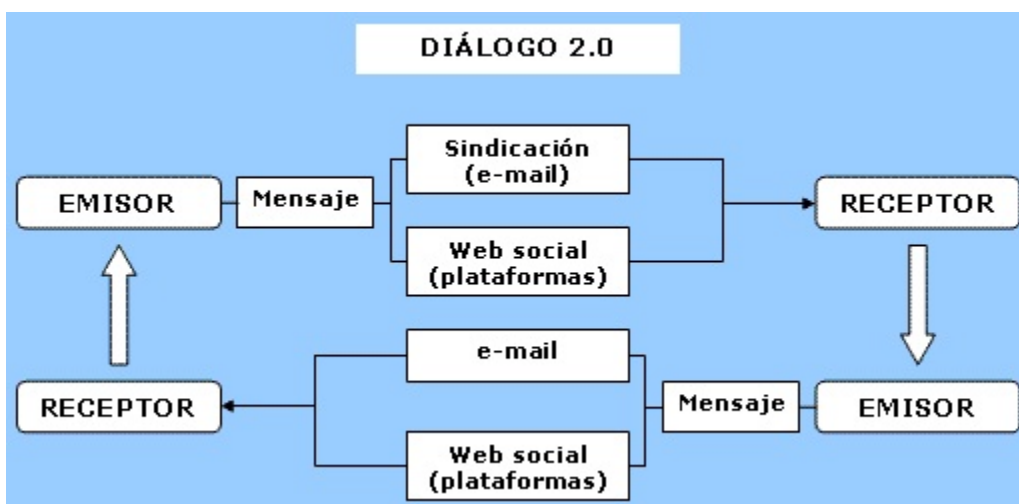 DIÁLOGO 2.0
EMISOR
Mensaje
Sindicación
(e-mail)
Web social
(plataformas)
RECEPTOR
RECEPTOR
e-mail
Web social
(plataformas)
Mensaje
EMISOR